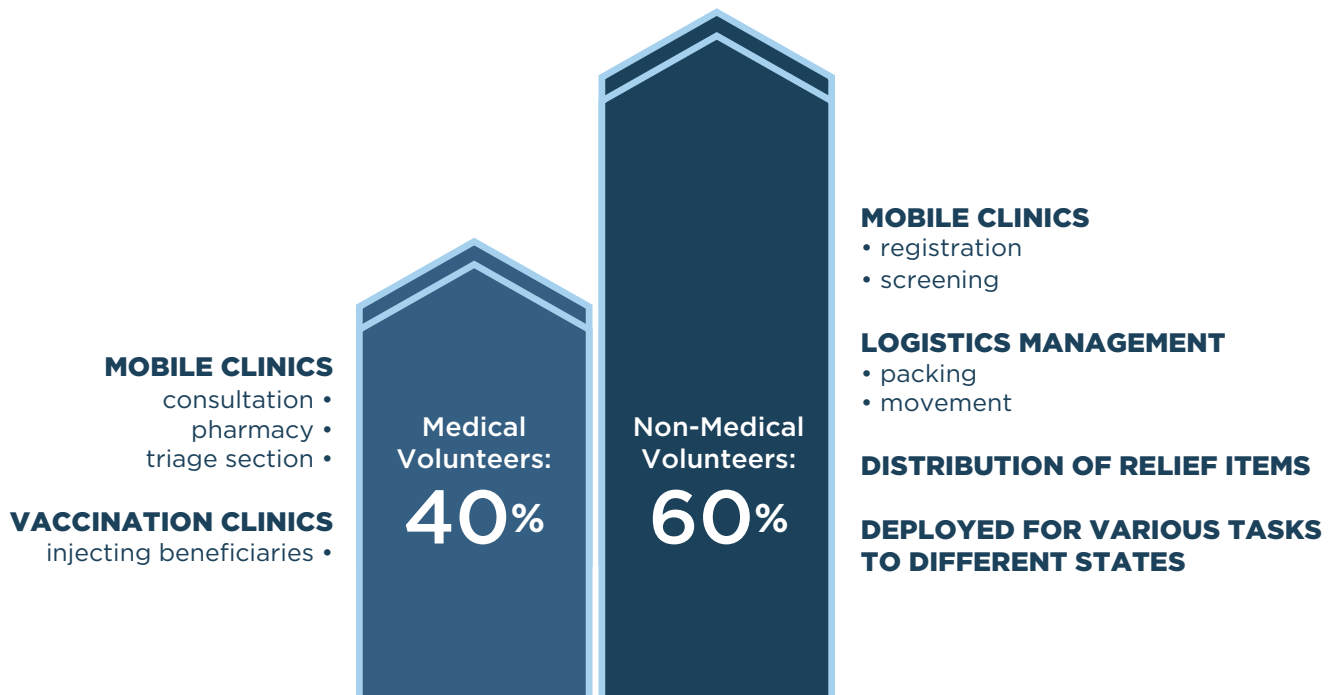 MOBILE CLINICS
consultation •
pharmacy •
triage section •
VACCINATION CLINICS
injecting beneficiaries •
Medical
Volunteers:
40%
Non-Medical
Volunteers:
60%
MOBILE CLINICS
• registration
• screening
LOGISTICS MANAGEMENT
• packing
• movement
DISTRIBUTION OF RELIEF ITEMS
DEPLOYED FOR VARIOUS TASKS
TO DIFFERENT STATES